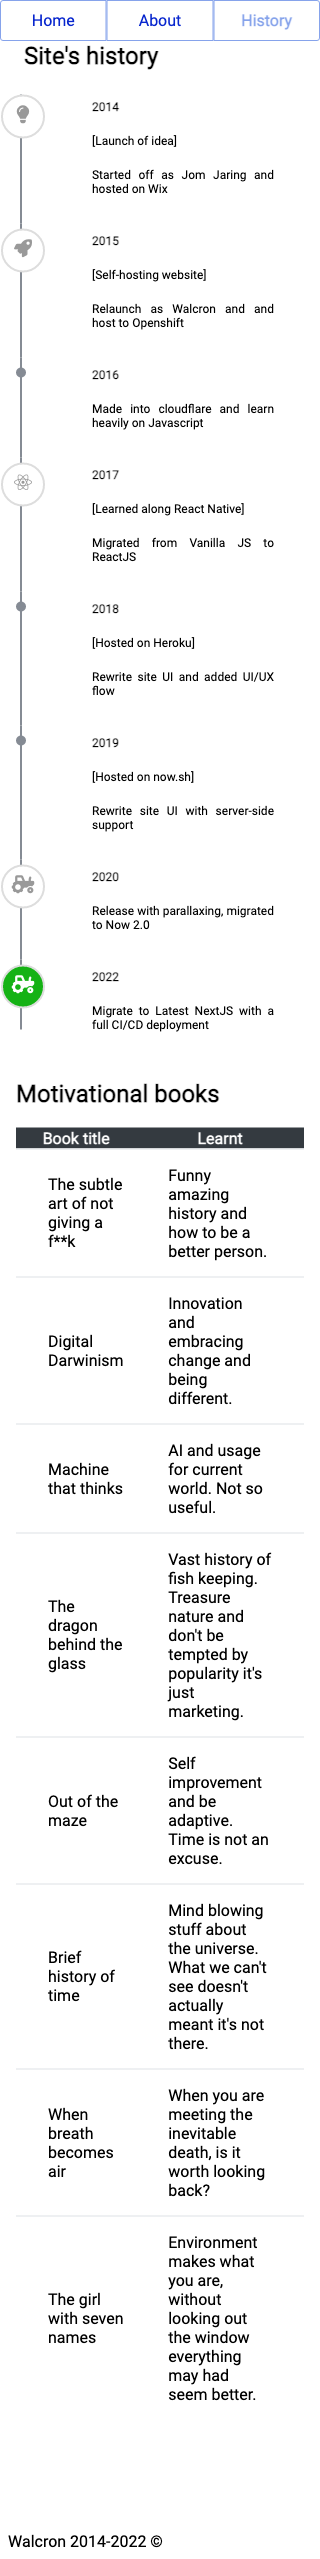 Home About History
Site's history
2014
[Launch of idea]
Started off as Jom Jaring and
hosted on Wix
2015
[Self-hosting website]
Relaunch as Walcron and and
host to Openshift
2016
Made into cloudflare and learn
heavily on Javascript
2017
[Learned along React Native]
Migrated from Vanilla JS to
ReactJS
2018
[Hosted on Heroku]
Rewrite site UI and added UI/UX
flow
2019
[Hosted on now.sh]
Rewrite site UI with server-side
support
2020
Release with parallaxing, migrated
to Now 2.0
2022
Migrate to Latest NextJS with a
full CI/CD deployment
Motivational books
Book title Learnt
The subtle
art of not
giving a
f**k
Funny
amazing
history and
how to be a
better person.
Digital
Darwinism
Innovation
and
embracing
change and
being
different.
Machine
that thinks
AI and usage
for current
world. Not so
useful.
The
dragon
behind the
glass
Vast history of
fish keeping.
Treasure
nature and
don't be
tempted by
popularity it's
just
marketing.
Out of the
maze
Self
improvement
and be
adaptive.
Time is not an
excuse.
Brief
history of
time
Mind blowing
stuff about
the universe.
What we can't
see doesn't
actually
meant it's not
there.
When
breath
becomes
air
When you are
meeting the
inevitable
death, is it
worth looking
back?
The girl
with seven
names
Environment
makes what
you are,
without
looking out
the window
everything
may had
seem better.
Walcron 2014-2022 ©